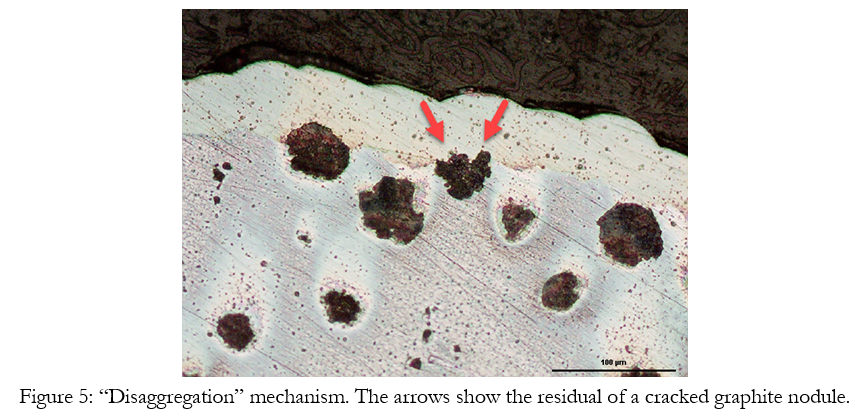 100 µm
Figure 5: “Disaggregation” mechanism. The arrows show the residual of a cracked graphite nodule.